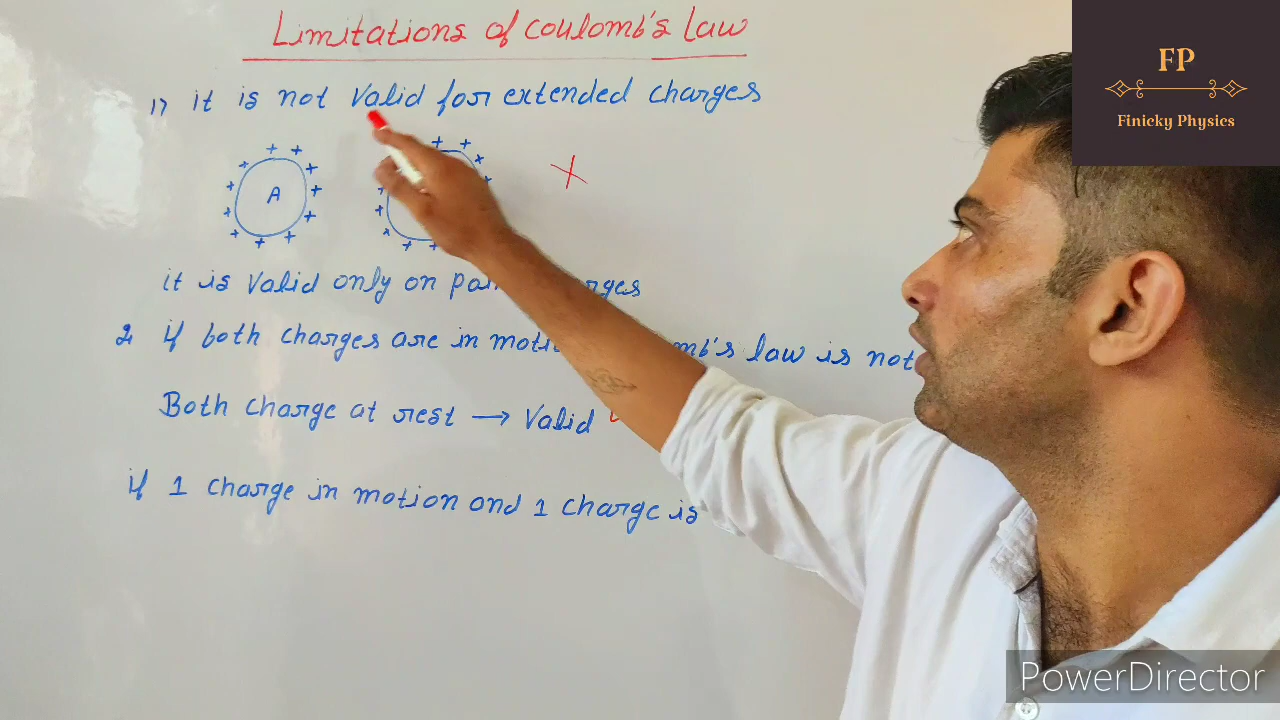 Limitations of Coulomb's law
1) it is not valid for extended charges
A
it is valid only on
2. if both charges are in law is not
Both charge at rest → Valid
if 1 charge in motion and 1 charge is
FP
Finicky Physics
PowerDirector